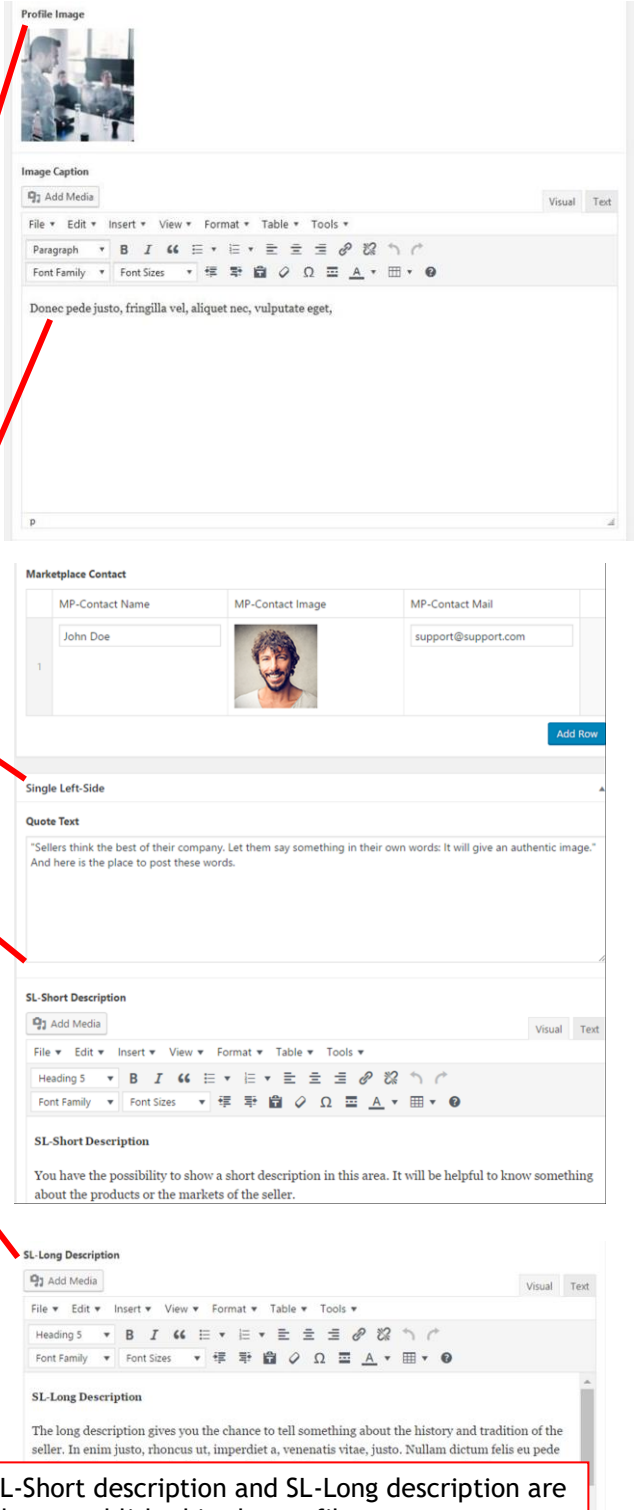 Profile Image
Image Caption
Add Media
Visual Text
File Edit Insert View Format Table Tools
Paragraph B I
Font Family Font Sizes Ω A
Donec pede justo, fringilla vel, aliquet nec, vulputate eget,
p
Marketplace Contact
MP-Contact Name MP-Contact Image MP-Contact Mail
1 John Doe support@support.com
Add Row
Single Left-Side
Quote Text
"Sellers think the best of their company. Let them say something in their own words: It will give an authentic image."
And here is the place to post these words.
SL-Short Description
Add Media
Visual Text
File Edit Insert View Format Table Tools
Heading 5 B I
Font Family Font Sizes Ω A
SL-Short Description
You have the possibility to show a short description in this area. It will be helpful to know something
about the products or the markets of the seller.
SL-Long Description
Add Media
Visual Text
File Edit Insert View Format Table Tools
Heading 5 B I
Font Family Font Sizes Ω A
SL-Long Description
The long description gives you the chance to tell something about the history and tradition of the
seller. In enim justo, rhoncus ut, imperdiet a, venenatis vitae, justo. Nullam dictum felis eu pede
L-Short description and SL-Long description are